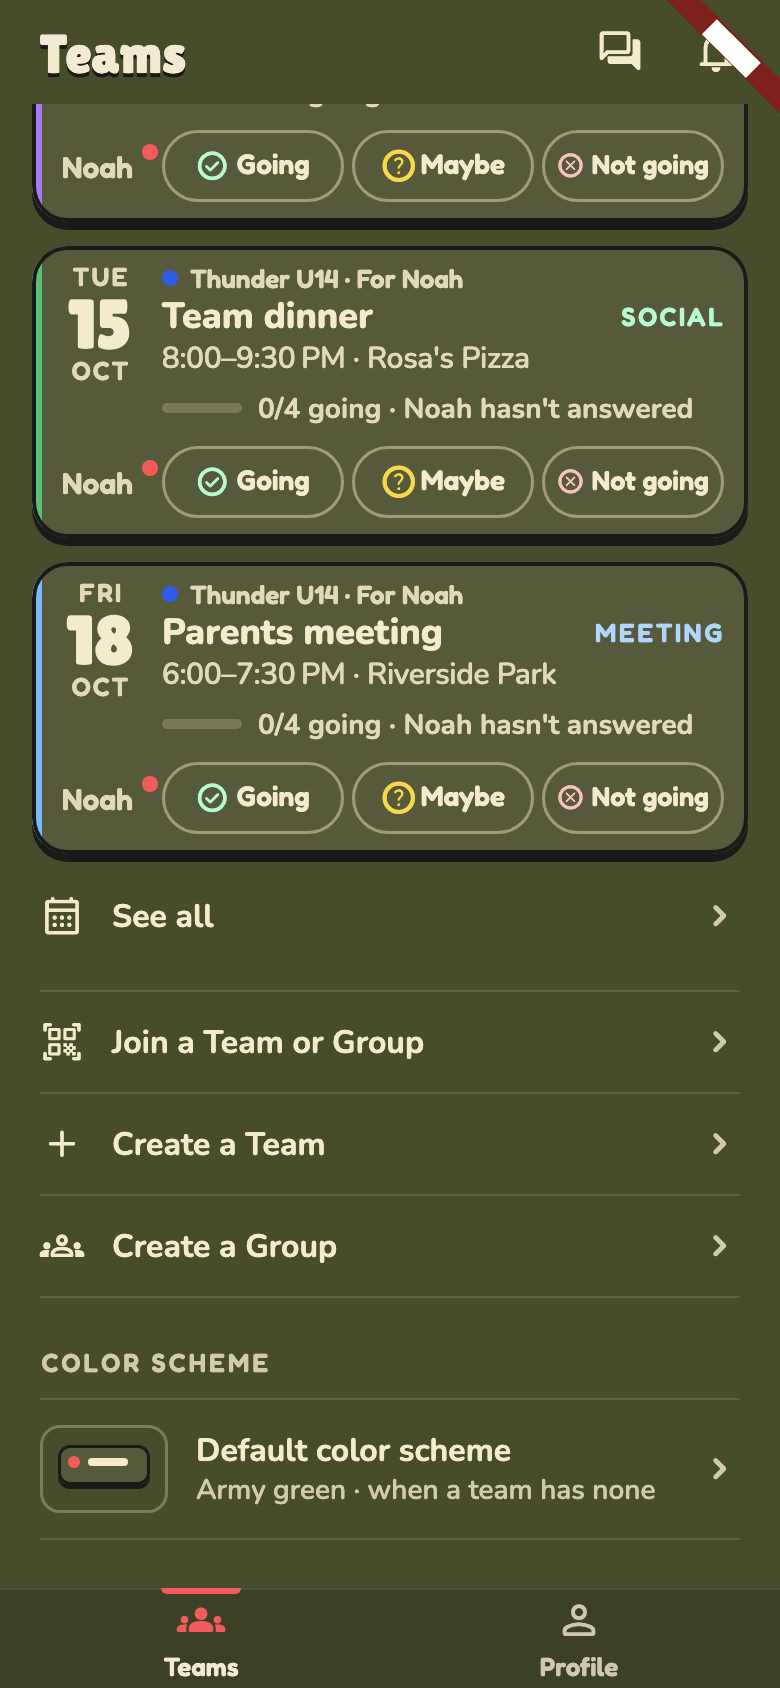 Teams
Noah
Going
Maybe
Not going
TUE
15
OCT
Thunder U14 · For Noah
Team dinner
SOCIAL
8:00–9:30 PM · Rosa's Pizza
0/4 going · Noah hasn't answered
Noah
Going
Maybe
Not going
FRI
18
OCT
Thunder U14 · For Noah
Parents meeting
MEETING
6:00–7:30 PM · Riverside Park
0/4 going · Noah hasn't answered
Noah
Going
Maybe
Not going
See all
Join a Team or Group
Create a Team
Create a Group
COLOR SCHEME
Default color scheme
Army green · when a team has none
Teams
Profile